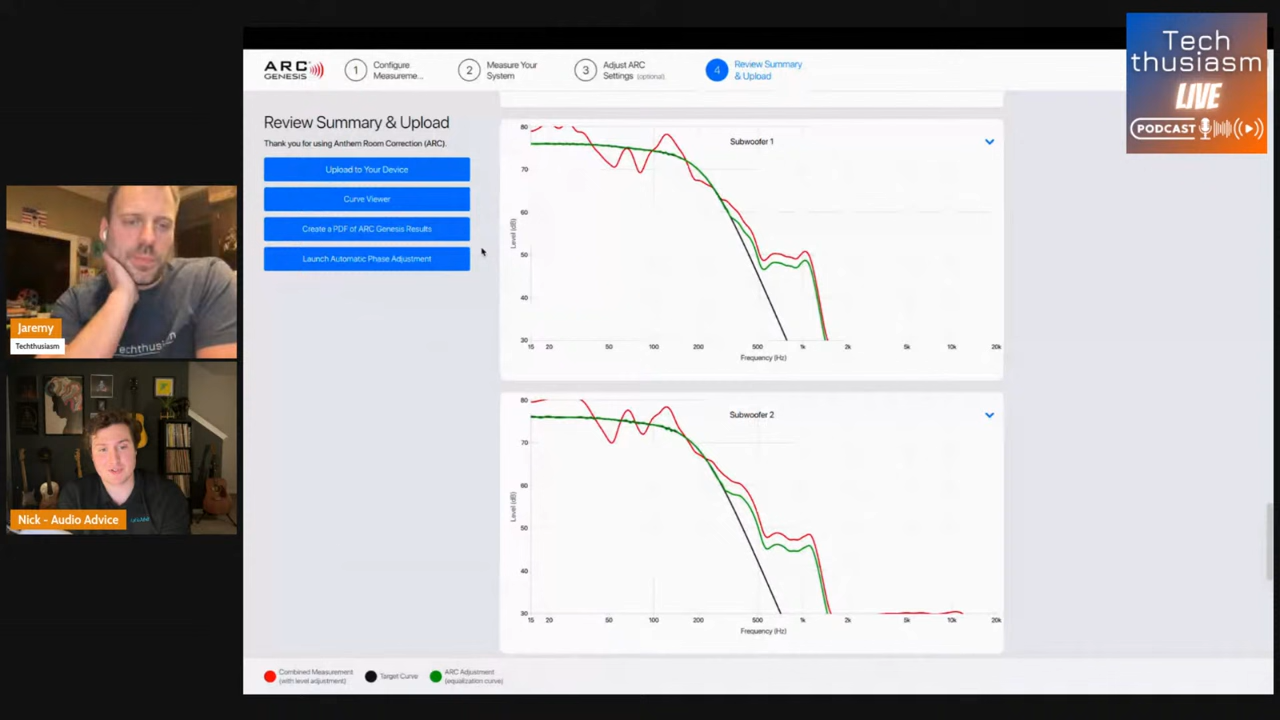 ARC
GENESIS
1
Configure
Measureme...
2
Measure Your
System
3
Adjust ARC
Settings (optional)
4
Review Summary
& Upload
Tech
thusiasm
LIVE
PODCAST
Review Summary & Upload
Thank you for using Anthem Room Correction (ARC).
Upload to Your Device
Curve Viewer
Create a PDF of ARC Genesis Results
Launch Automatic Phase Adjustment
Subwoofer 1
80
70
60
50
40
30
Level (dB)
15 20 50 100 200 500 1k 2k 5k 10k 20k
Frequency (Hz)
Subwoofer 2
80
70
60
50
40
30
Level (dB)
15 20 50 100 200 500 1k 2k 5k 10k 20k
Frequency (Hz)
Jaremy
Techthusiasm
Techthusiasm
Nick - Audio Advice
Combined Measurement
(with level adjustment)
Target Curve
ARC Adjustment
(equalization curve)